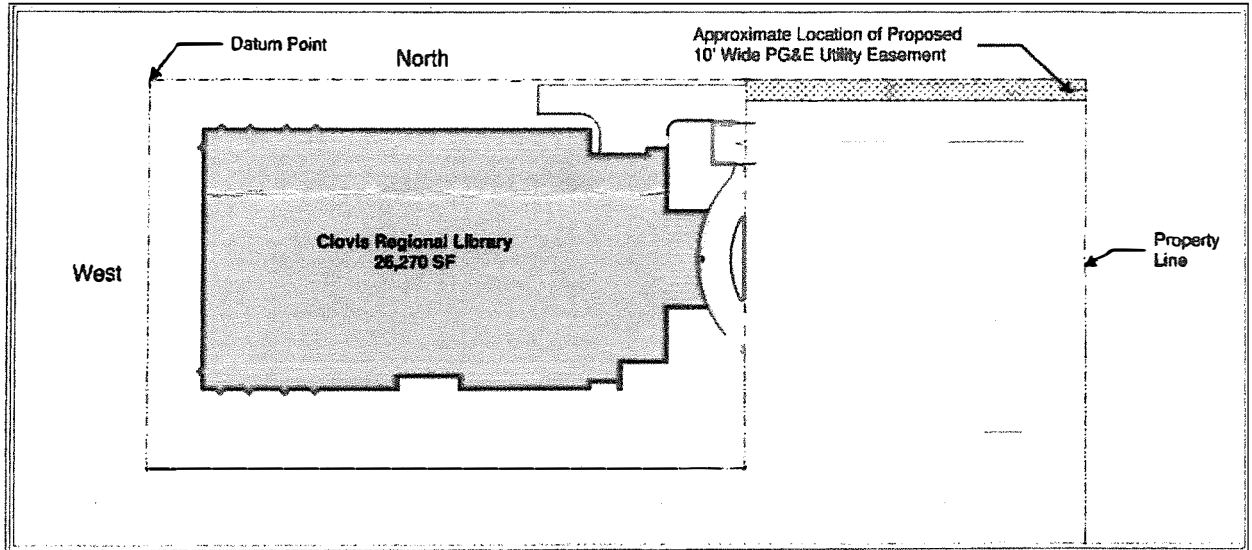 Datum Point
North
Approximate Location of Proposed
10' Wide PG&E Utility Easement
Clovis Regional Library
26,270 SF
West
Property
Line